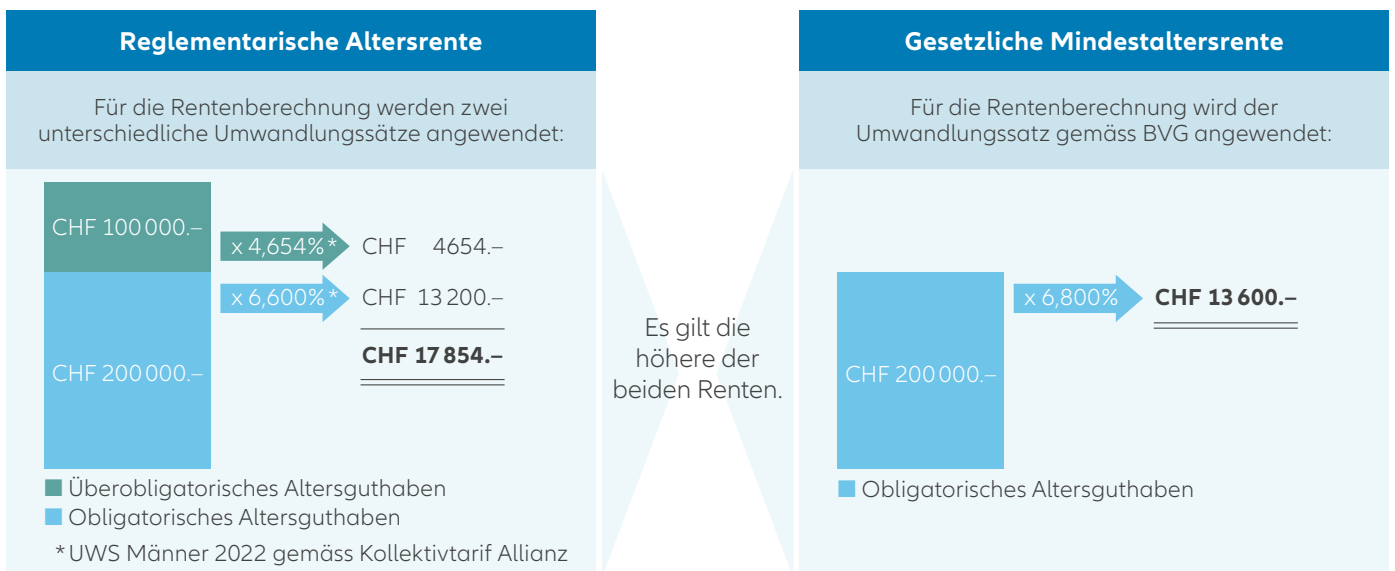 Reglementarische Altersrente
Für die Rentenberechnung werden zwei
unterschiedliche Umwandlungssätze angewendet:
CHF 100 000.–
x 4,654% *
CHF 4654.–
x 6,600% *
CHF 13 200.–
CHF 17 854.–
CHF 200 000.–
Überobligatorisches Altersguthaben
Obligatorisches Altersguthaben
* UWS Männer 2022 gemäss Kollektivtarif Allianz
Es gilt die
höhere der
beiden Renten.
Gesetzliche Mindestaltersrente
Für die Rentenberechnung wird der
Umwandlungssatz gemäss BVG angewendet:
x 6,800%
CHF 13 600.–
CHF 200 000.–
Obligatorisches Altersguthaben